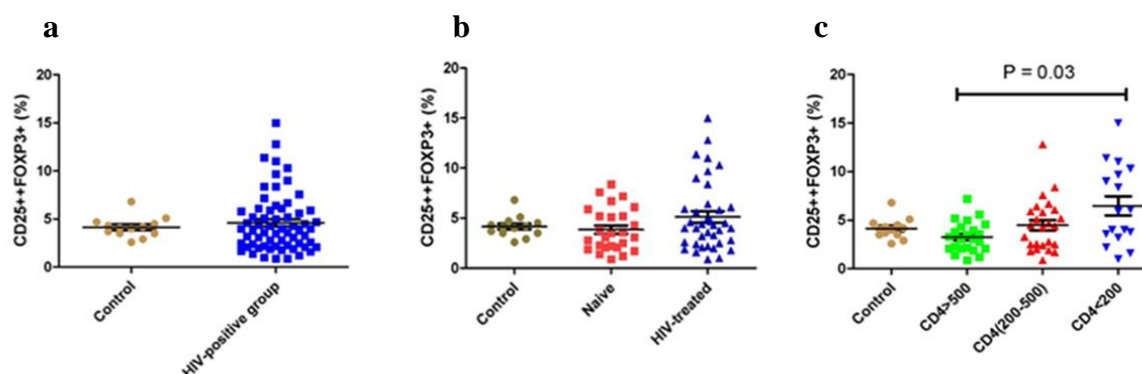 a
CD25++FOXP3+ (%)
20
15
10
5
0
Control
HIV-positive group
b
CD25++FOXP3+ (%)
20
15
10
5
0
Control
Naive
HIV-treated
c
CD25++FOXP3+ (%)
20
15
10
5
0
P = 0.03
Control
CD4>500
CD4(200-500)
CD4<200